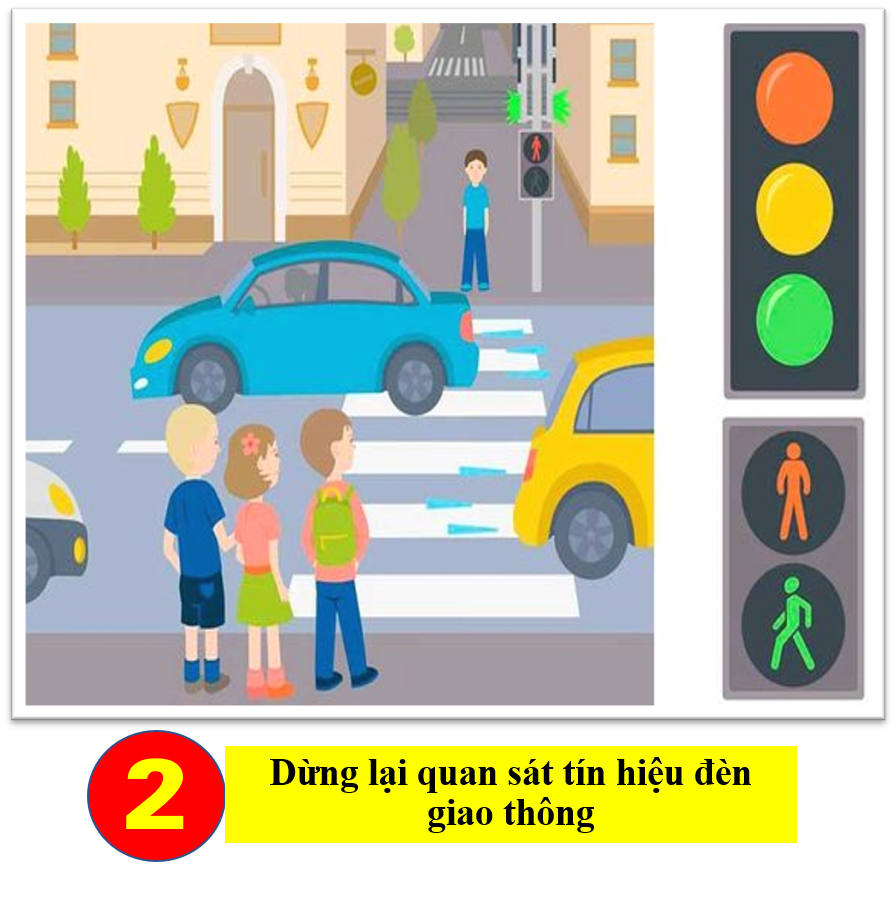 2
Dừng lại quan sát tín hiệu đèn
giao thông